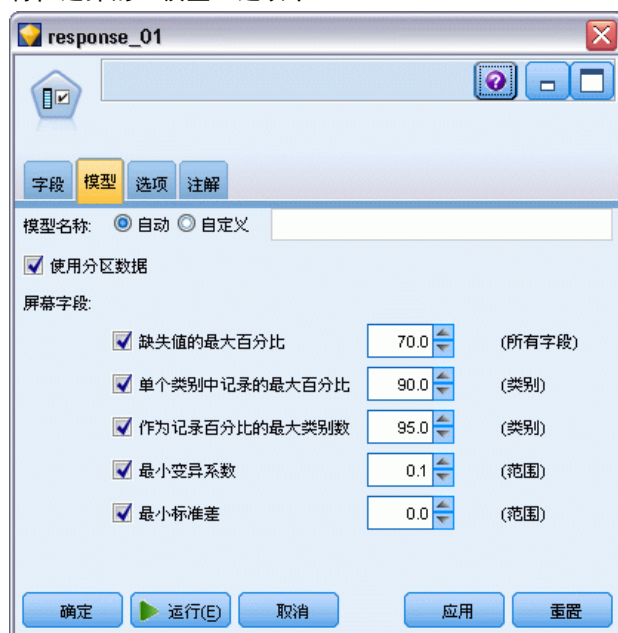 response_01
字段 模型 选项 注解
模型名称: 自动 自定义
使用分区数据
屏幕字段:
缺失值的最大百分比 70.0 (所有字段)
单个类别中记录的最大百分比 90.0 (类别)
作为记录百分比的最大类别数 95.0 (类别)
最小变异系数 0.1 (范围)
最小标准差 0.0 (范围)
确定 运行(E) 取消 应用 重置